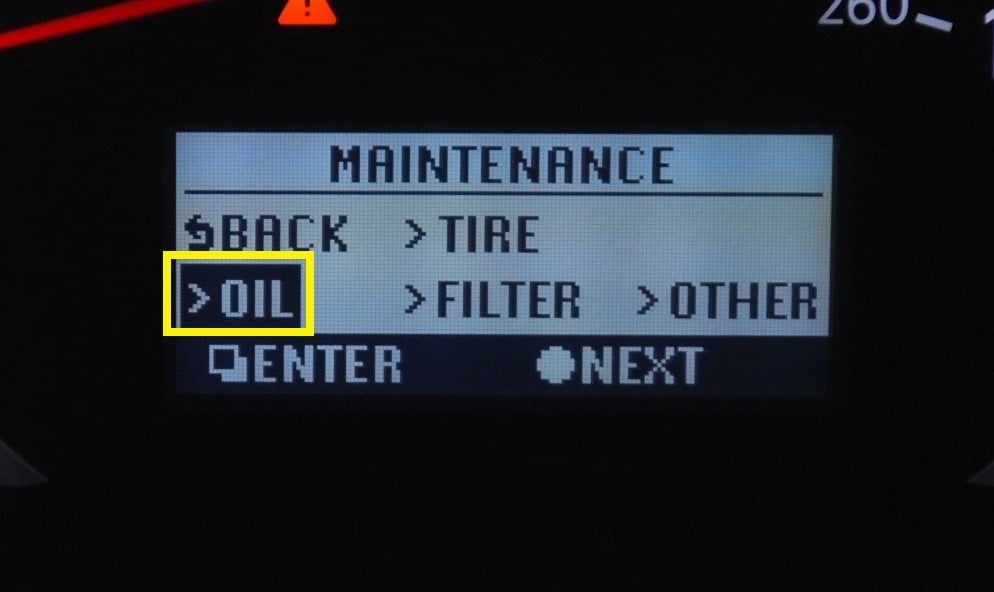 260
MAINTENANCE
BACK > TIRE
> OIL > FILTER > OTHER
ENTER NEXT